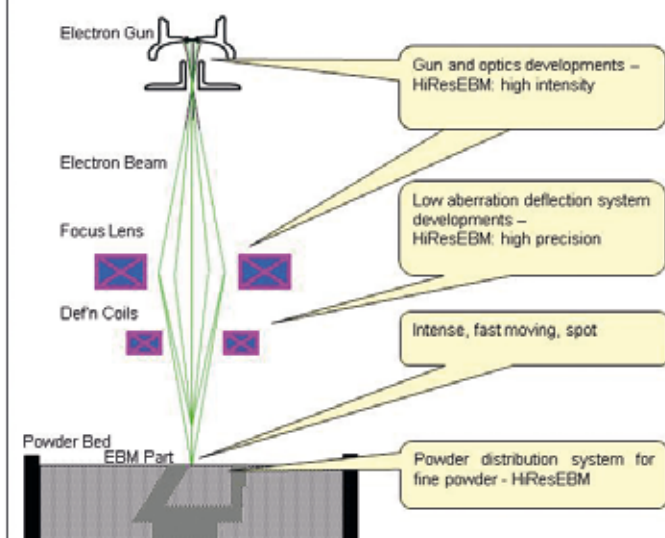 Electron Gun
Gun and optics developments –
HiResEBM: high intensity
Electron Beam
Low aberration deflection system
developments –
HiResEBM: high precision
Focus Lens
Def'n Coils
Intense, fast moving, spot
Powder Bed
EBM Part
Powder distribution system for
fine powder - HiResEBM